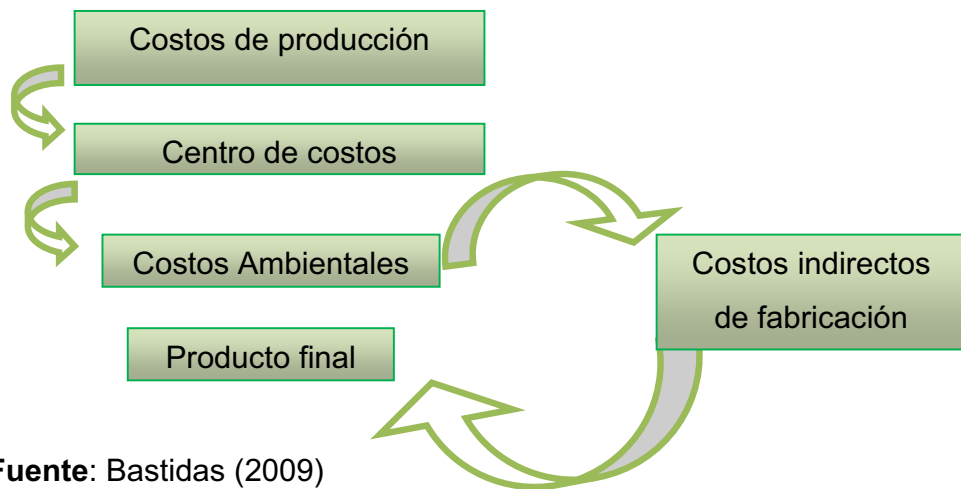 Costos de producción
Centro de costos
Costos Ambientales
Costos indirectos
de fabricación
Producto final
Fuente: Bastidas (2009)